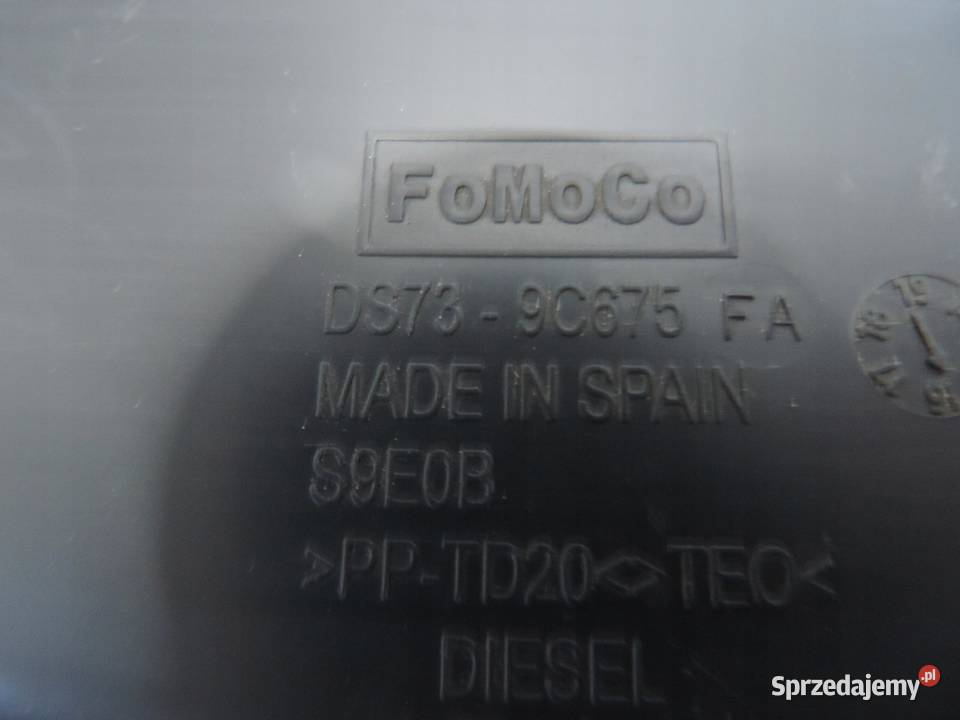 FoMoCo
DS73 - 9C675 FA
MADE IN SPAIN
S9E0B
>PP-TD20<>TEO<
DIESEL
Sprzedajemy.pl